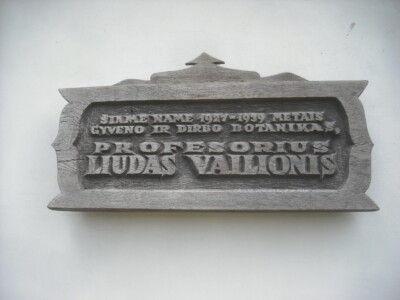 ŠIAME NAME 1927-1939 METAIS
GYVENO IR DIRBO BOTANIKAS,
PROFESORIUS
LIUDAS VAILIONIS